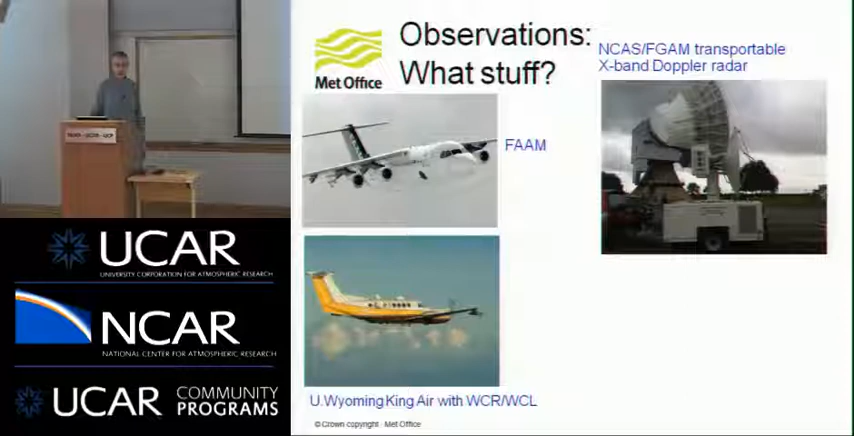 Observations:
What stuff?
Met Office
NCAS/FGAM transportable
X-band Doppler radar
FAAM
U.Wyoming King Air with WCR/WCL
© Crown copyright Met Office
UCAR
UNIVERSITY CORPORATION FOR ATMOSPHERIC RESEARCH
NCAR
NATIONAL CENTER FOR ATMOSPHERIC RESEARCH
UCAR COMMUNITY
PROGRAMS